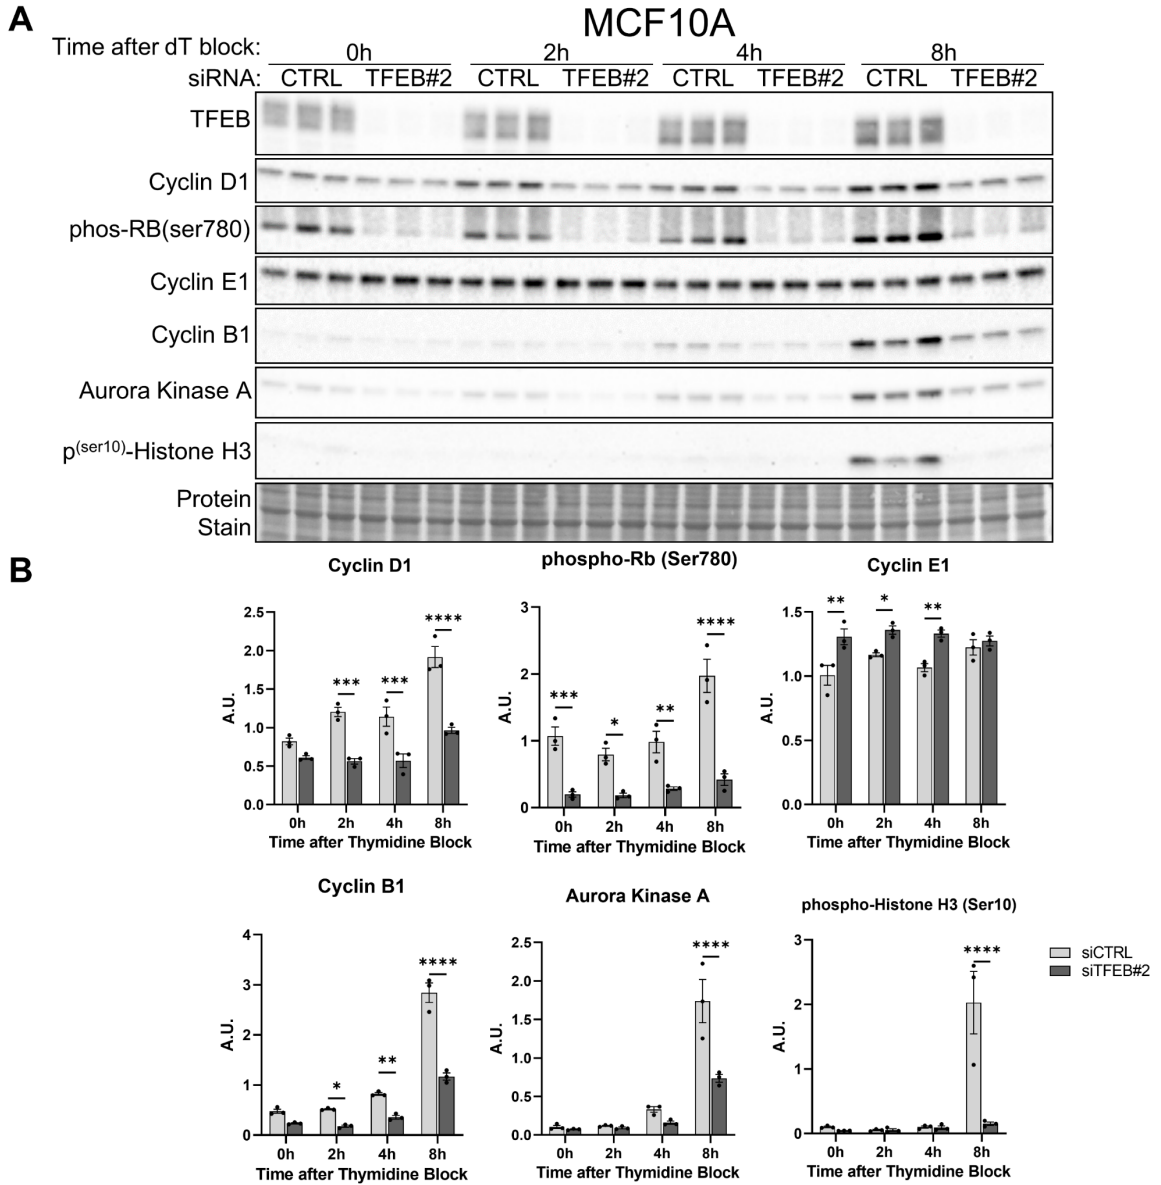 A
MCF10A
Time after dT block: 0h 2h 4h 8h
siRNA: CTRL TFEB#2 CTRL TFEB#2 CTRL TFEB#2 CTRL TFEB#2
TFEB
Cyclin D1
phos-RB(ser780)
Cyclin E1
Cyclin B1
Aurora Kinase A
p(ser10)-Histone H3
Protein
Stain
B
Cyclin D1
A.U.
2.5
2.0
1.5
1.0
0.5
0.0
***
***
****
0h 2h 4h 8h
Time after Thymidine Block
phospho-Rb (Ser780)
A.U.
3
2
1
0
***
*
**
****
0h 2h 4h 8h
Time after Thymidine Block
Cyclin E1
A.U.
1.5
1.0
0.5
0.0
**
*
**
0h 2h 4h 8h
Time after Thymidine Block
Cyclin B1
A.U.
4
3
2
1
0
*
**
****
0h 2h 4h 8h
Time after Thymidine Block
Aurora Kinase A
A.U.
2.5
2.0
1.5
1.0
0.5
0.0
****
0h 2h 4h 8h
Time after Thymidine Block
phospho-Histone H3 (Ser10)
A.U.
3
2
1
0
****
0h 2h 4h 8h
Time after Thymidine Block
siCTRL
siTFEB#2